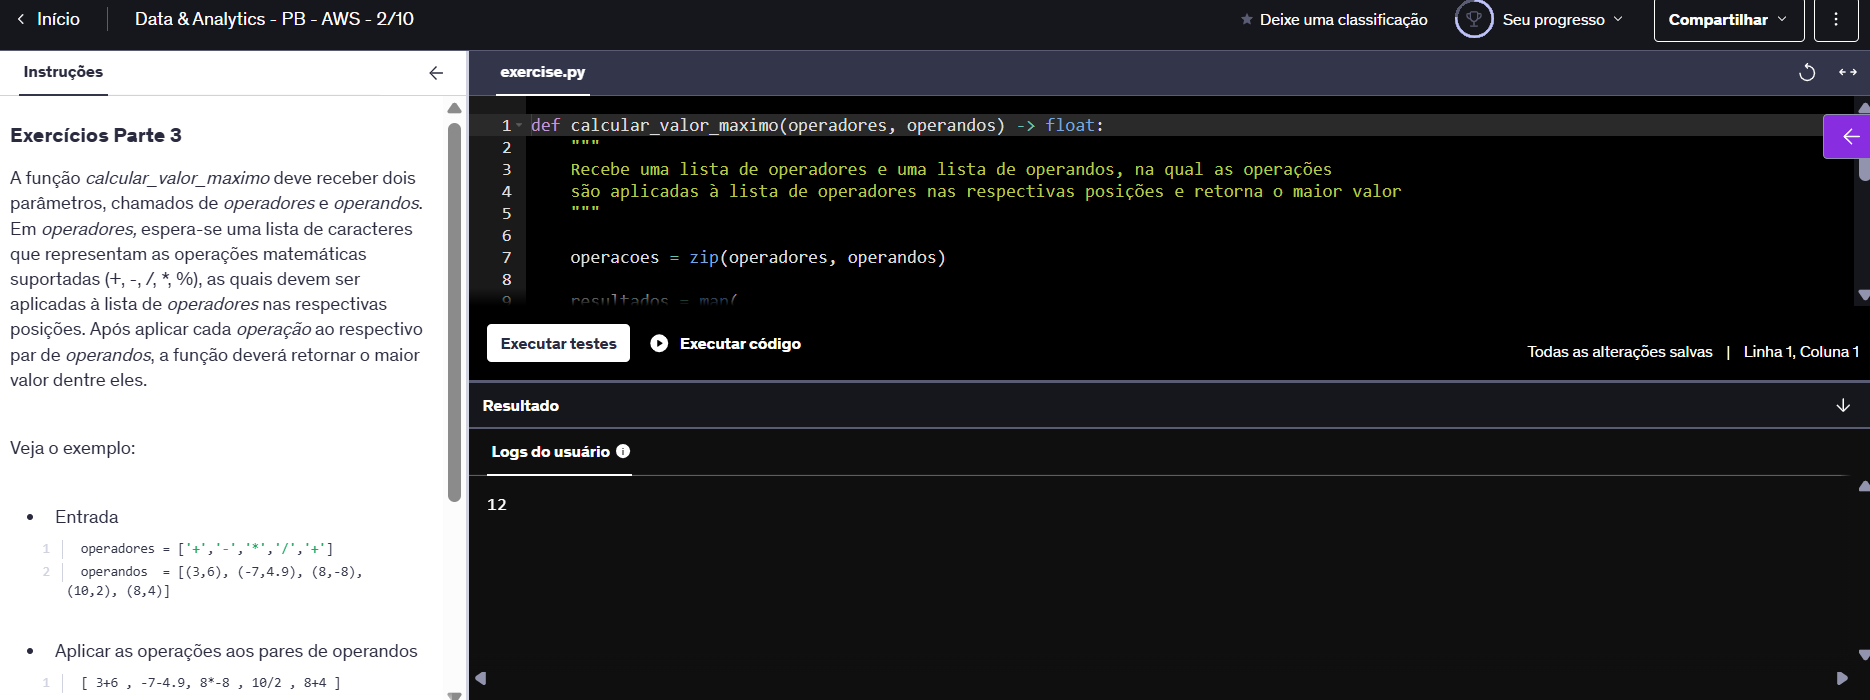 Início
Data & Analytics - PB - AWS - 2/10
Deixe uma classificação
Seu progresso
Compartilhar
Instruções
Exercícios Parte 3
A função calcular_valor_maximo deve receber dois
parâmetros, chamados de operadores e operandos.
Em operadores, espera-se uma lista de caracteres
que representam as operações matemáticas
suportadas (+, -, /, *, %), as quais devem ser
aplicadas à lista de operadores nas respectivas
posições. Após aplicar cada operação ao respectivo
par de operandos, a função deverá retornar o maior
valor dentre eles.
Veja o exemplo:
• Entrada
1 operadores = ['+','-','*','/','+']
2 operandos  = [(3,6), (-7,4.9), (8,-8),
(10,2), (8,4)]
• Aplicar as operações aos pares de operandos
1 [ 3+6 , -7-4.9, 8*-8 , 10/2 , 8+4 ]
exercise.py
1 def calcular_valor_maximo(operadores, operandos) -> float:
2 """
3 Recebe uma lista de operadores e uma lista de operandos, na qual as operações
4 são aplicadas à lista de operadores nas respectivas posições e retorna o maior valor
5 """
6
7 operacoes = zip(operadores, operandos)
8
9 resultados = map(
Executar testes
Executar código
Todas as alterações salvas | Linha 1, Coluna 1
Resultado
Logs do usuário
12